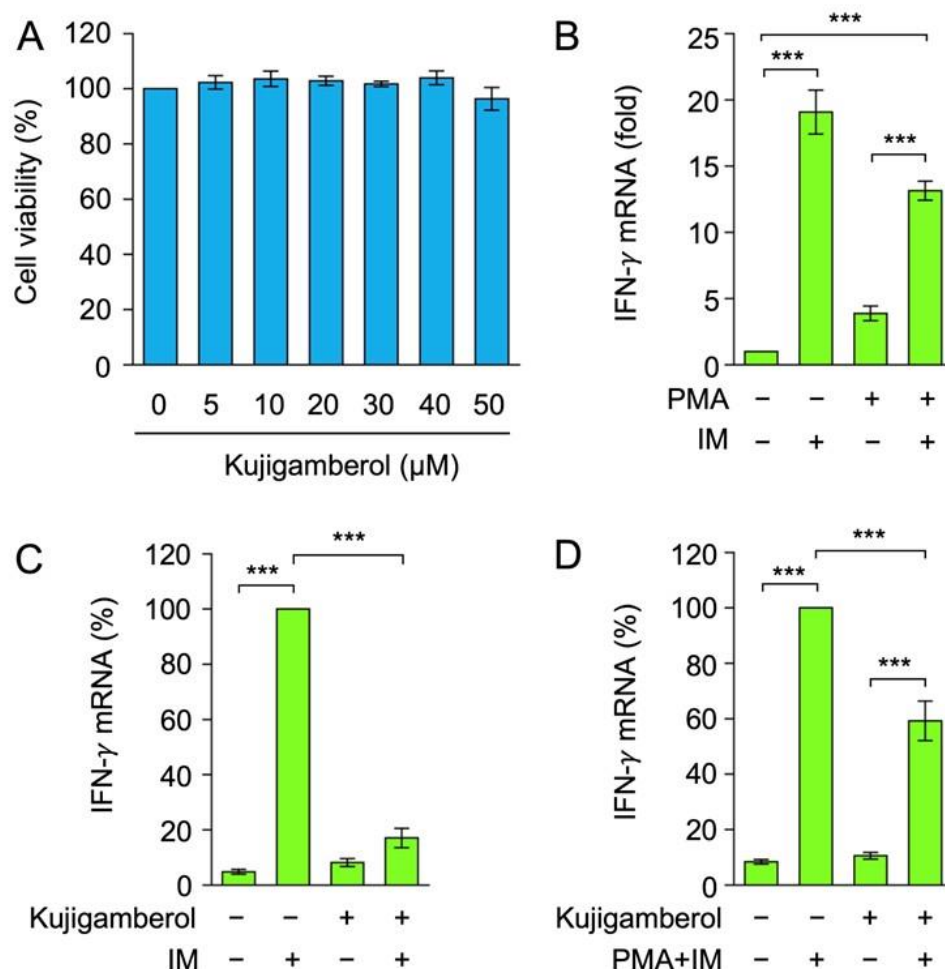 A
Cell viability (%)
120
100
80
60
40
20
0
0 5 10 20 30 40 50
Kujigamberol (μM)
B
IFN-γ mRNA (fold)
25
20
15
10
5
0
***
***
***
PMA – – + +
IM – + – +
C
IFN-γ mRNA (%)
120
100
80
60
40
20
0
***
***
Kujigamberol – – + +
IM – + – +
D
IFN-γ mRNA (%)
120
100
80
60
40
20
0
***
***
***
Kujigamberol – – + +
PMA+IM – + – +